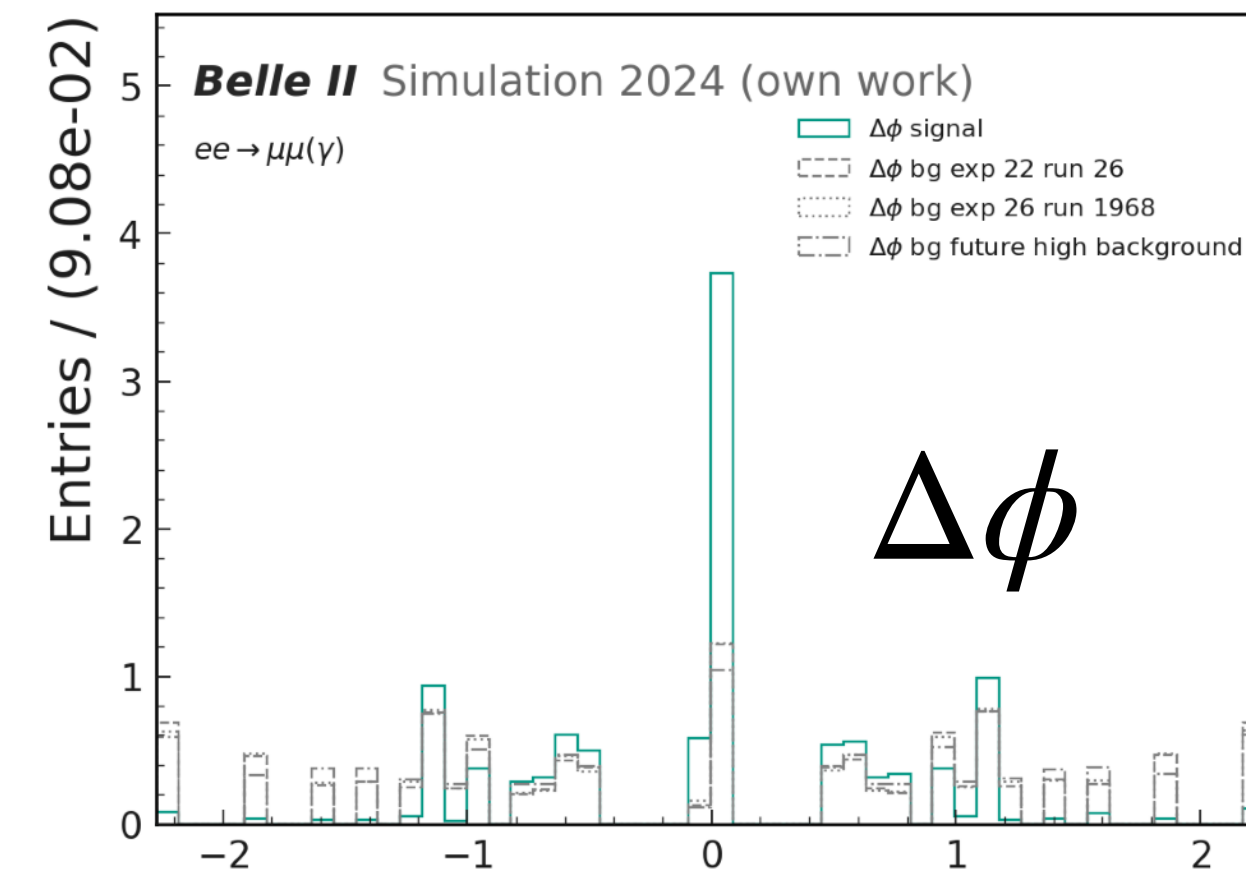 Entries / (9.08e-02)
Belle II Simulation 2024 (own work)
ee→μμ(γ)
Δϕ signal
Δϕ bg exp 22 run 26
Δϕ bg exp 26 run 1968
Δϕ bg future high background
Δϕ
5
4
3
2
1
0
−2 −1 0 1 2